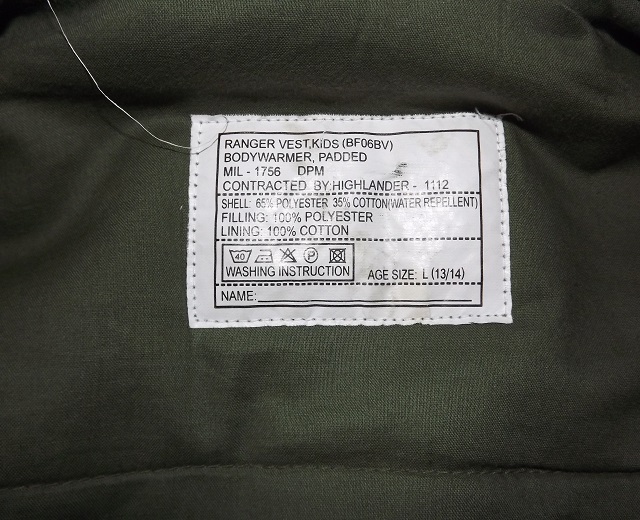 RANGER VEST,KiDS (BF06BV)
BODYWARMER, PADDED
MIL - 1756 DPM
CONTRACTED BY:HIGHLANDER - 1112
SHELL: 65% POLYESTER 35% COTTON(WATER REPELLENT)
FILLING: 100% POLYESTER
LINING: 100% COTTON
40 P
WASHING INSTRUCTION AGE SIZE: L (13/14)
NAME: